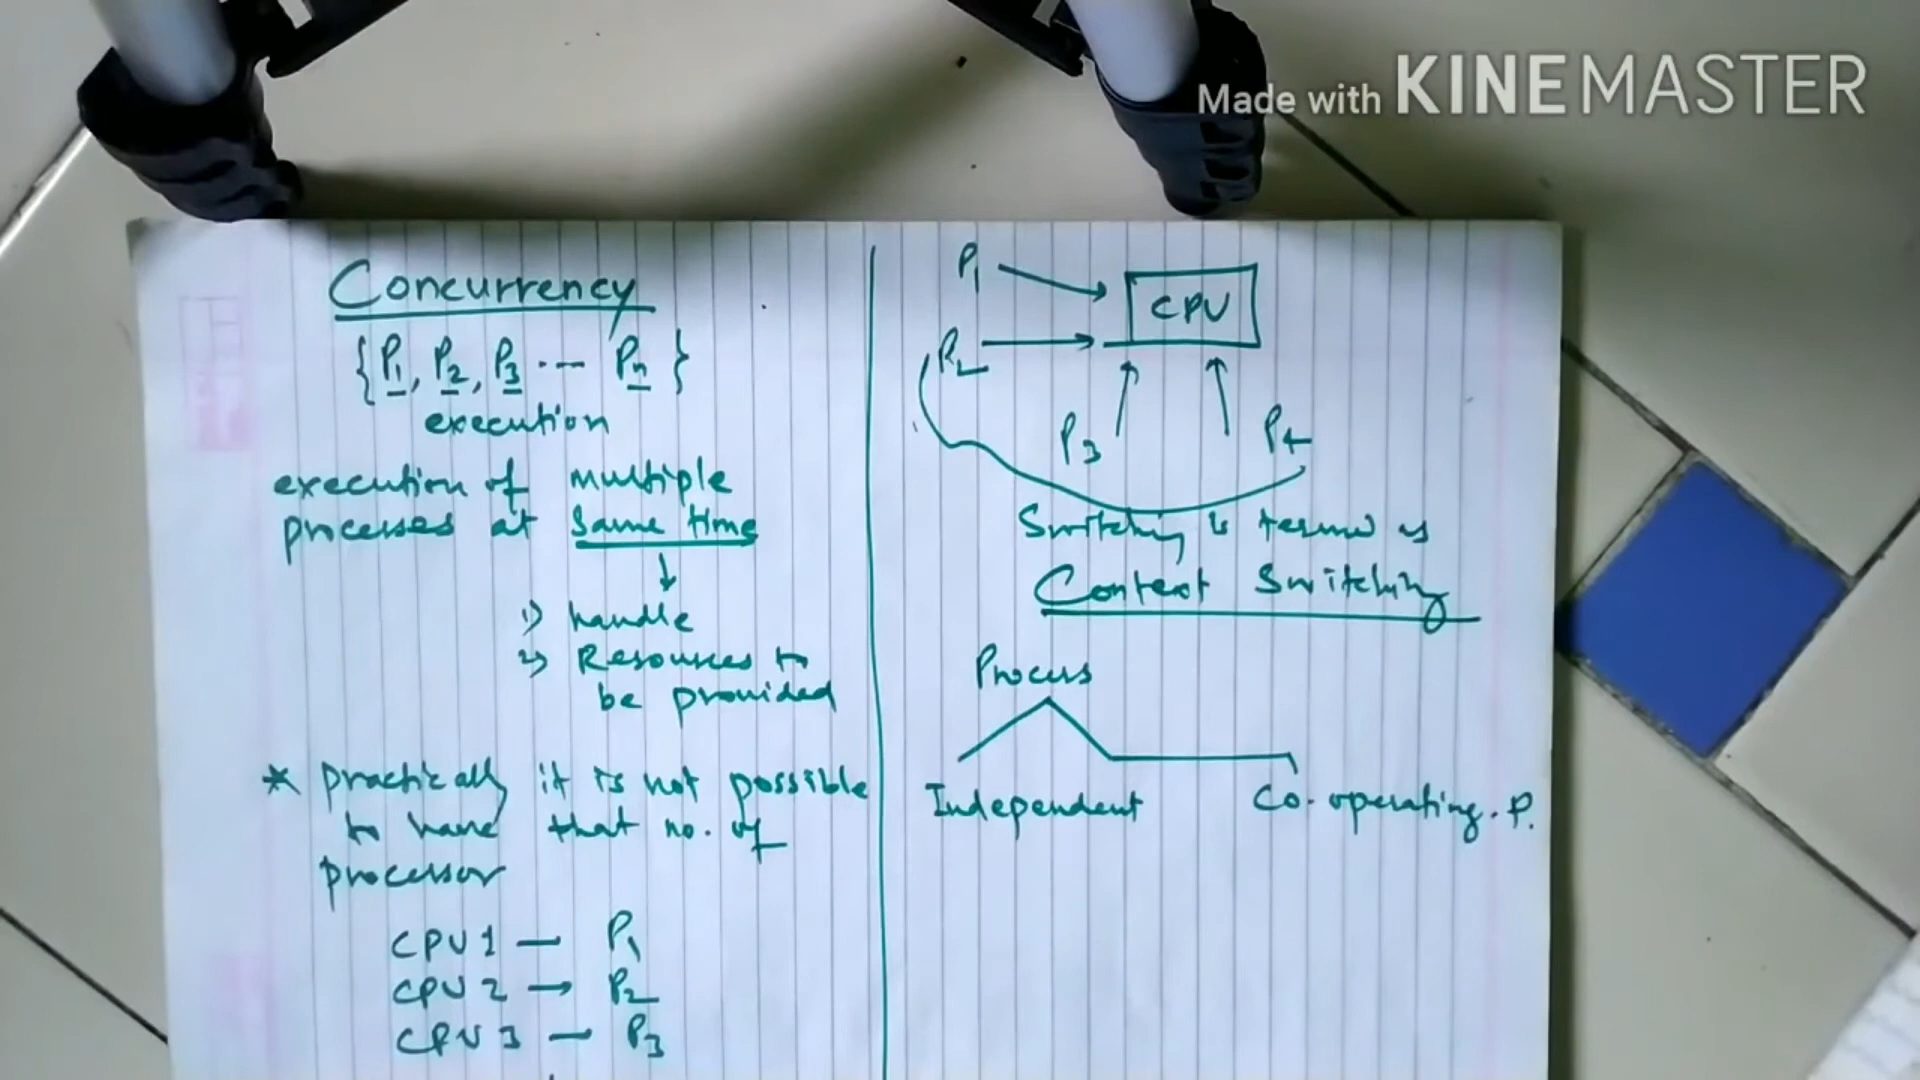 Made with KINEMASTER
Concurrency
{P1, P2, P3 --- Pn}
execution
execution of multiple
processes at same time
1) handle
2) Resources to
be provided
* practically it is not possible
to have that no. of
processor
CPU 1 — P1
CPU 2 → P2
CPU 3 — P3
P1
CPU
P2
P3
P4
Switching is termed as
Context Switching
Process
Independent
Co-operating. P.